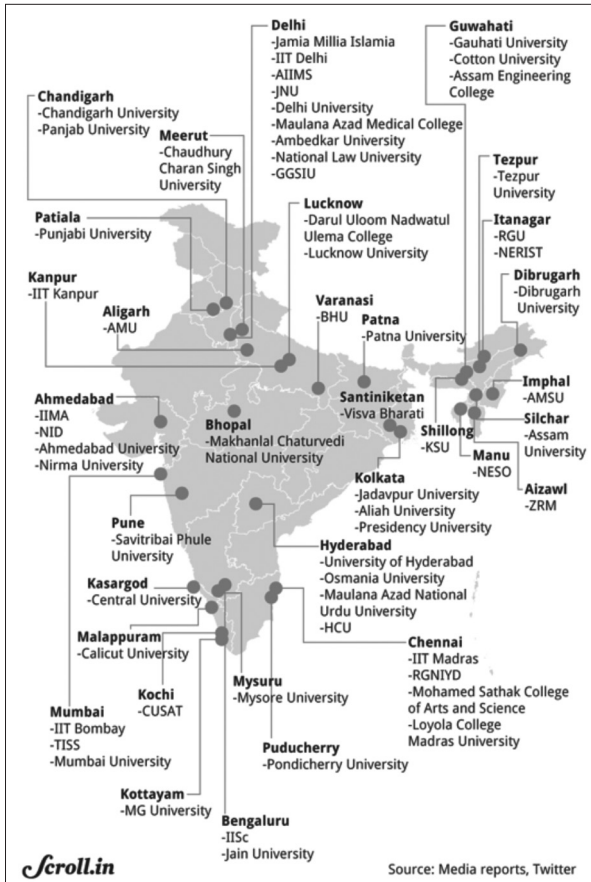 Delhi
-Jamia Millia Islamia
-IIT Delhi
-AIIMS
-JNU
-Delhi University
-Maulana Azad Medical College
-Ambedkar University
-National Law University
-GGSIU
Guwahati
-Gauhati University
-Cotton University
-Assam Engineering
College
Chandigarh
-Chandigarh University
-Panjab University
Meerut
-Chaudhury
Charan Singh
University
Tezpur
-Tezpur
University
Patiala
-Punjabi University
Lucknow
-Darul Uloom Nadwatul
Ulema College
-Lucknow University
Itanagar
-RGU
-NERIST
Kanpur
-IIT Kanpur
Aligarh
-AMU
Varanasi
-BHU
Patna
-Patna University
Dibrugarh
-Dibrugarh
University
Ahmedabad
-IIMA
-NID
-Ahmedabad University
-Nirma University
Bhopal
-Makhanlal Chaturvedi
National University
Santiniketan
-Visva Bharati
Shillong
-KSU
Imphal
-AMSU
Silchar
-Assam
University
Manu
-NESO
Aizawl
-ZRM
Kolkata
-Jadavpur University
-Aliah University
-Presidency University
Pune
-Savitribai Phule
University
Hyderabad
-University of Hyderabad
-Osmania University
-Maulana Azad National
Urdu University
-HCU
Kasargod
-Central University
Malappuram
-Calicut University
Chennai
-IIT Madras
-RGNIYD
-Mohamed Sathak College
of Arts and Science
-Loyola College
Madras University
Kochi
-CUSAT
Mysuru
-Mysore University
Mumbai
-IIT Bombay
-TISS
-Mumbai University
Puducherry
-Pondicherry University
Kottayam
-MG University
Bengaluru
-IISc
-Jain University
Scroll.in
Source: Media reports, Twitter